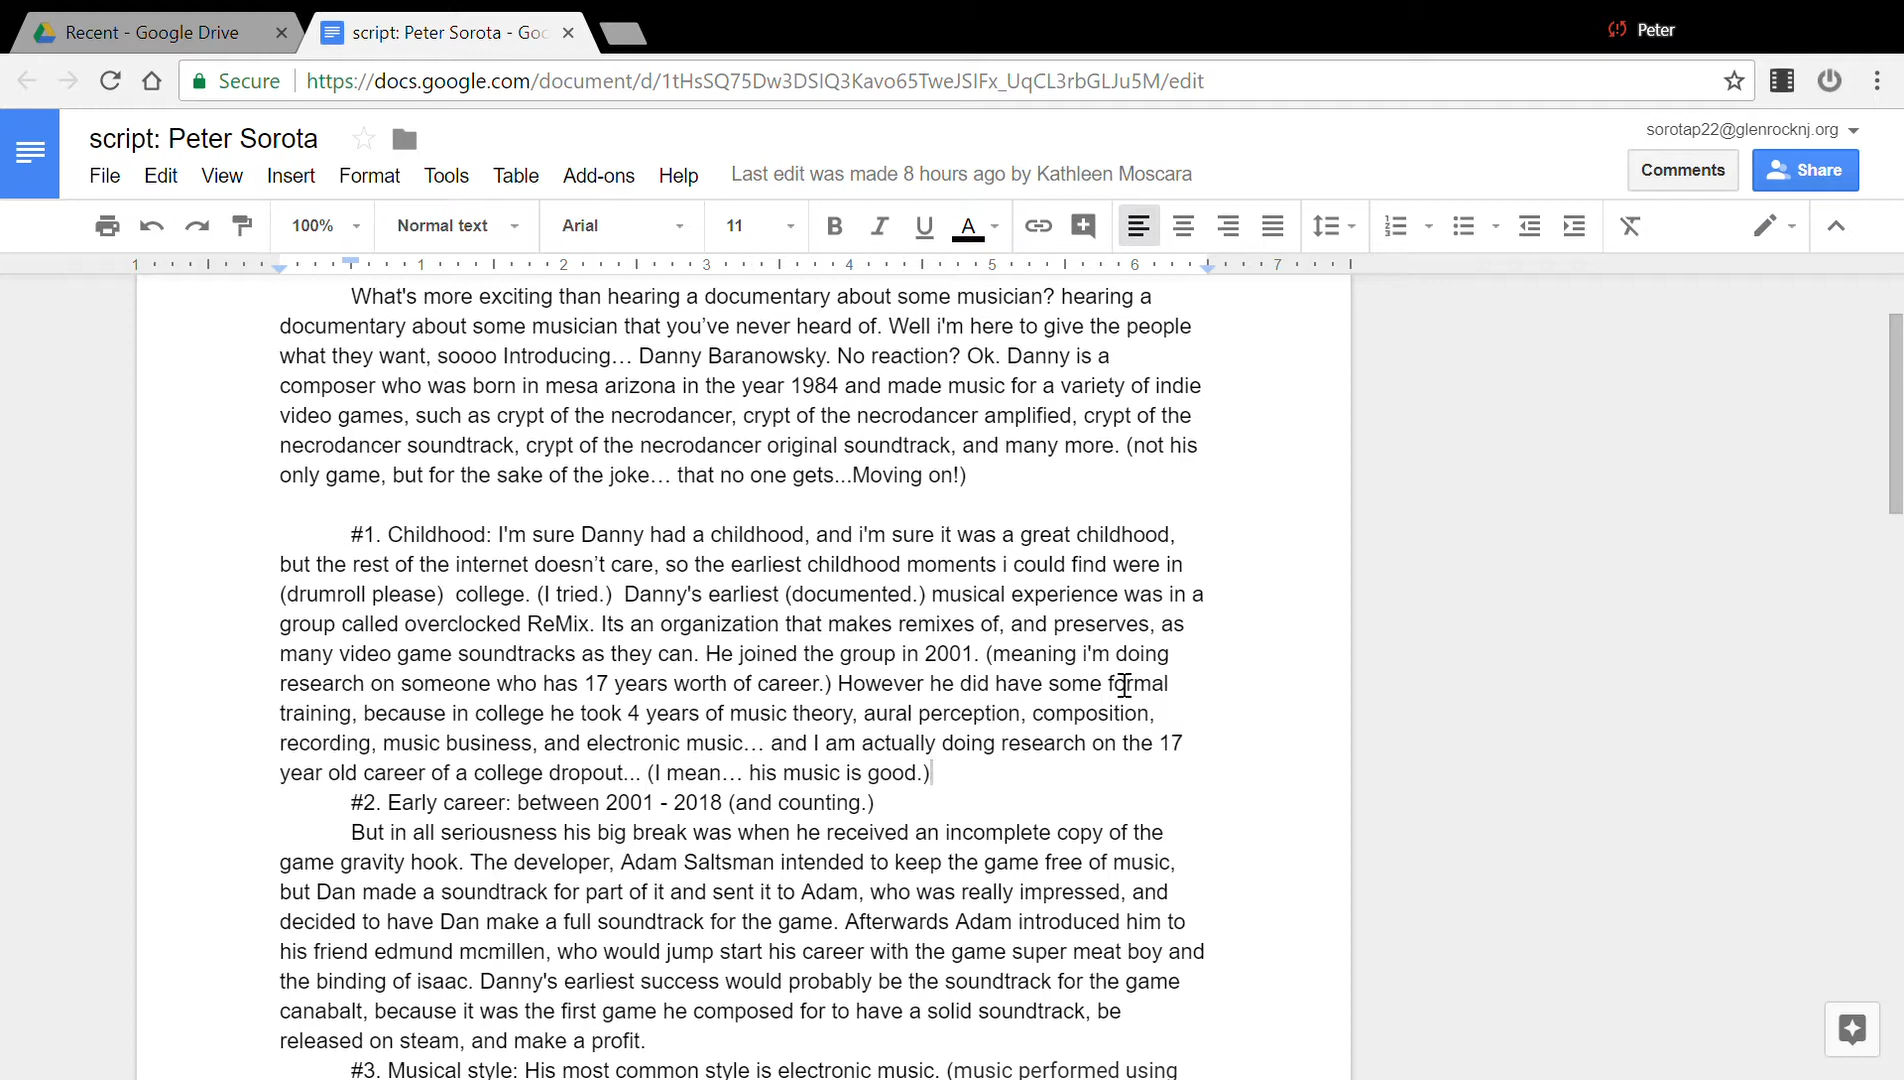 Recent - Google Drive
script: Peter Sorota - Goo
Peter
Secure
https://docs.google.com/document/d/1tHsSQ75Dw3DSIQ3Kavo65TweJSIFx_UqCL3rbGLJu5M/edit
script: Peter Sorota
sorotap22@glenrocknj.org
File Edit View Insert Format Tools Table Add-ons Help Last edit was made 8 hours ago by Kathleen Moscara
Comments Share
100% Normal text Arial 11 B I U A
1 1 2 3 4 5 6 7
What's more exciting than hearing a documentary about some musician? hearing a
documentary about some musician that you’ve never heard of. Well i'm here to give the people
what they want, soooo Introducing… Danny Baranowsky. No reaction? Ok. Danny is a
composer who was born in mesa arizona in the year 1984 and made music for a variety of indie
video games, such as crypt of the necrodancer, crypt of the necrodancer amplified, crypt of the
necrodancer soundtrack, crypt of the necrodancer original soundtrack, and many more. (not his
only game, but for the sake of the joke… that no one gets...Moving on!)
#1. Childhood: I'm sure Danny had a childhood, and i'm sure it was a great childhood,
but the rest of the internet doesn’t care, so the earliest childhood moments i could find were in
(drumroll please)  college. (I tried.)  Danny's earliest (documented.) musical experience was in a
group called overclocked ReMix. Its an organization that makes remixes of, and preserves, as
many video game soundtracks as they can. He joined the group in 2001. (meaning i'm doing
research on someone who has 17 years worth of career.) However he did have some formal
training, because in college he took 4 years of music theory, aural perception, composition,
recording, music business, and electronic music… and I am actually doing research on the 17
year old career of a college dropout... (I mean… his music is good.)
#2. Early career: between 2001 - 2018 (and counting.)
But in all seriousness his big break was when he received an incomplete copy of the
game gravity hook. The developer, Adam Saltsman intended to keep the game free of music,
but Dan made a soundtrack for part of it and sent it to Adam, who was really impressed, and
decided to have Dan make a full soundtrack for the game. Afterwards Adam introduced him to
his friend edmund mcmillen, who would jump start his career with the game super meat boy and
the binding of isaac. Danny's earliest success would probably be the soundtrack for the game
canabalt, because it was the first game he composed for to have a solid soundtrack, be
released on steam, and make a profit.
#3. Musical style: His most common style is electronic music. (music performed using